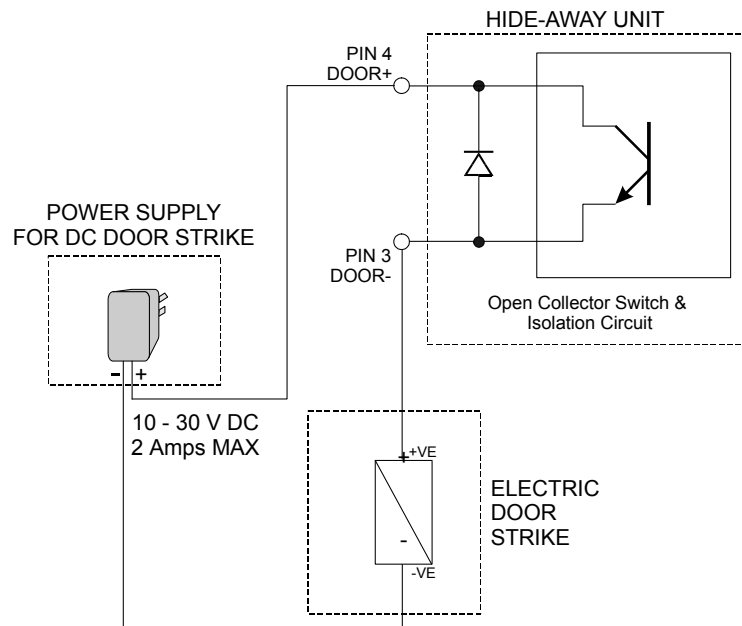 HIDE-AWAY UNIT
PIN 4
DOOR+
POWER SUPPLY
FOR DC DOOR STRIKE
PIN 3
DOOR-
Open Collector Switch &
Isolation Circuit
- +
10 - 30 V DC
2 Amps MAX
+ +VE
ELECTRIC
DOOR
STRIKE
-
-VE